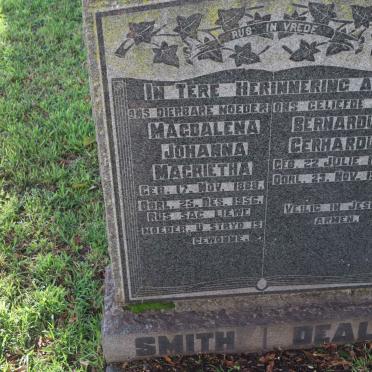 RUS IN VREDE
IN TERE HERINNERING A
ONS DIERBARE MOEDER
MAGDALENA
JOHANNA
MAGRIETHA
GEB. 17. NOV. 1888.
OORL. 25. DES. 1956.
RUS SAG LIEWE
MOEDER, U STRYD IS
GEWONNE.
ONS GELIEFDE
BERNARDU
GERHARDU
GEB. 22 JULIE
OORL. 23. NOV. 1
VEILIG IN JES
ARMEN.
SMITH
DEAL